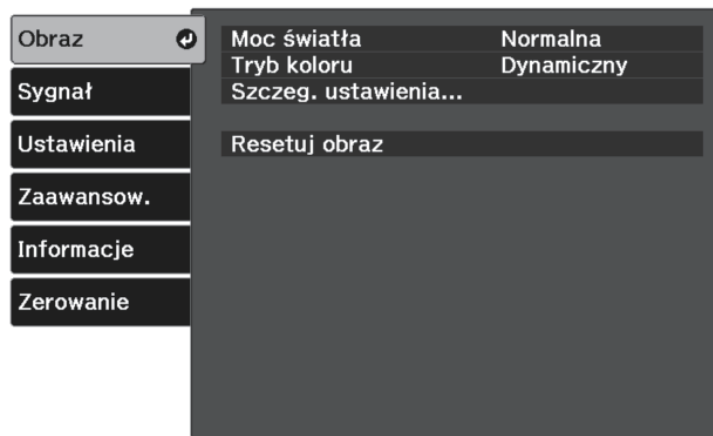 Obraz
Sygnał
Ustawienia
Zaawansow.
Informacje
Zerowanie
Moc światła Normalna
Tryb koloru Dynamiczny
Szczeg. ustawienia...
Resetuj obraz